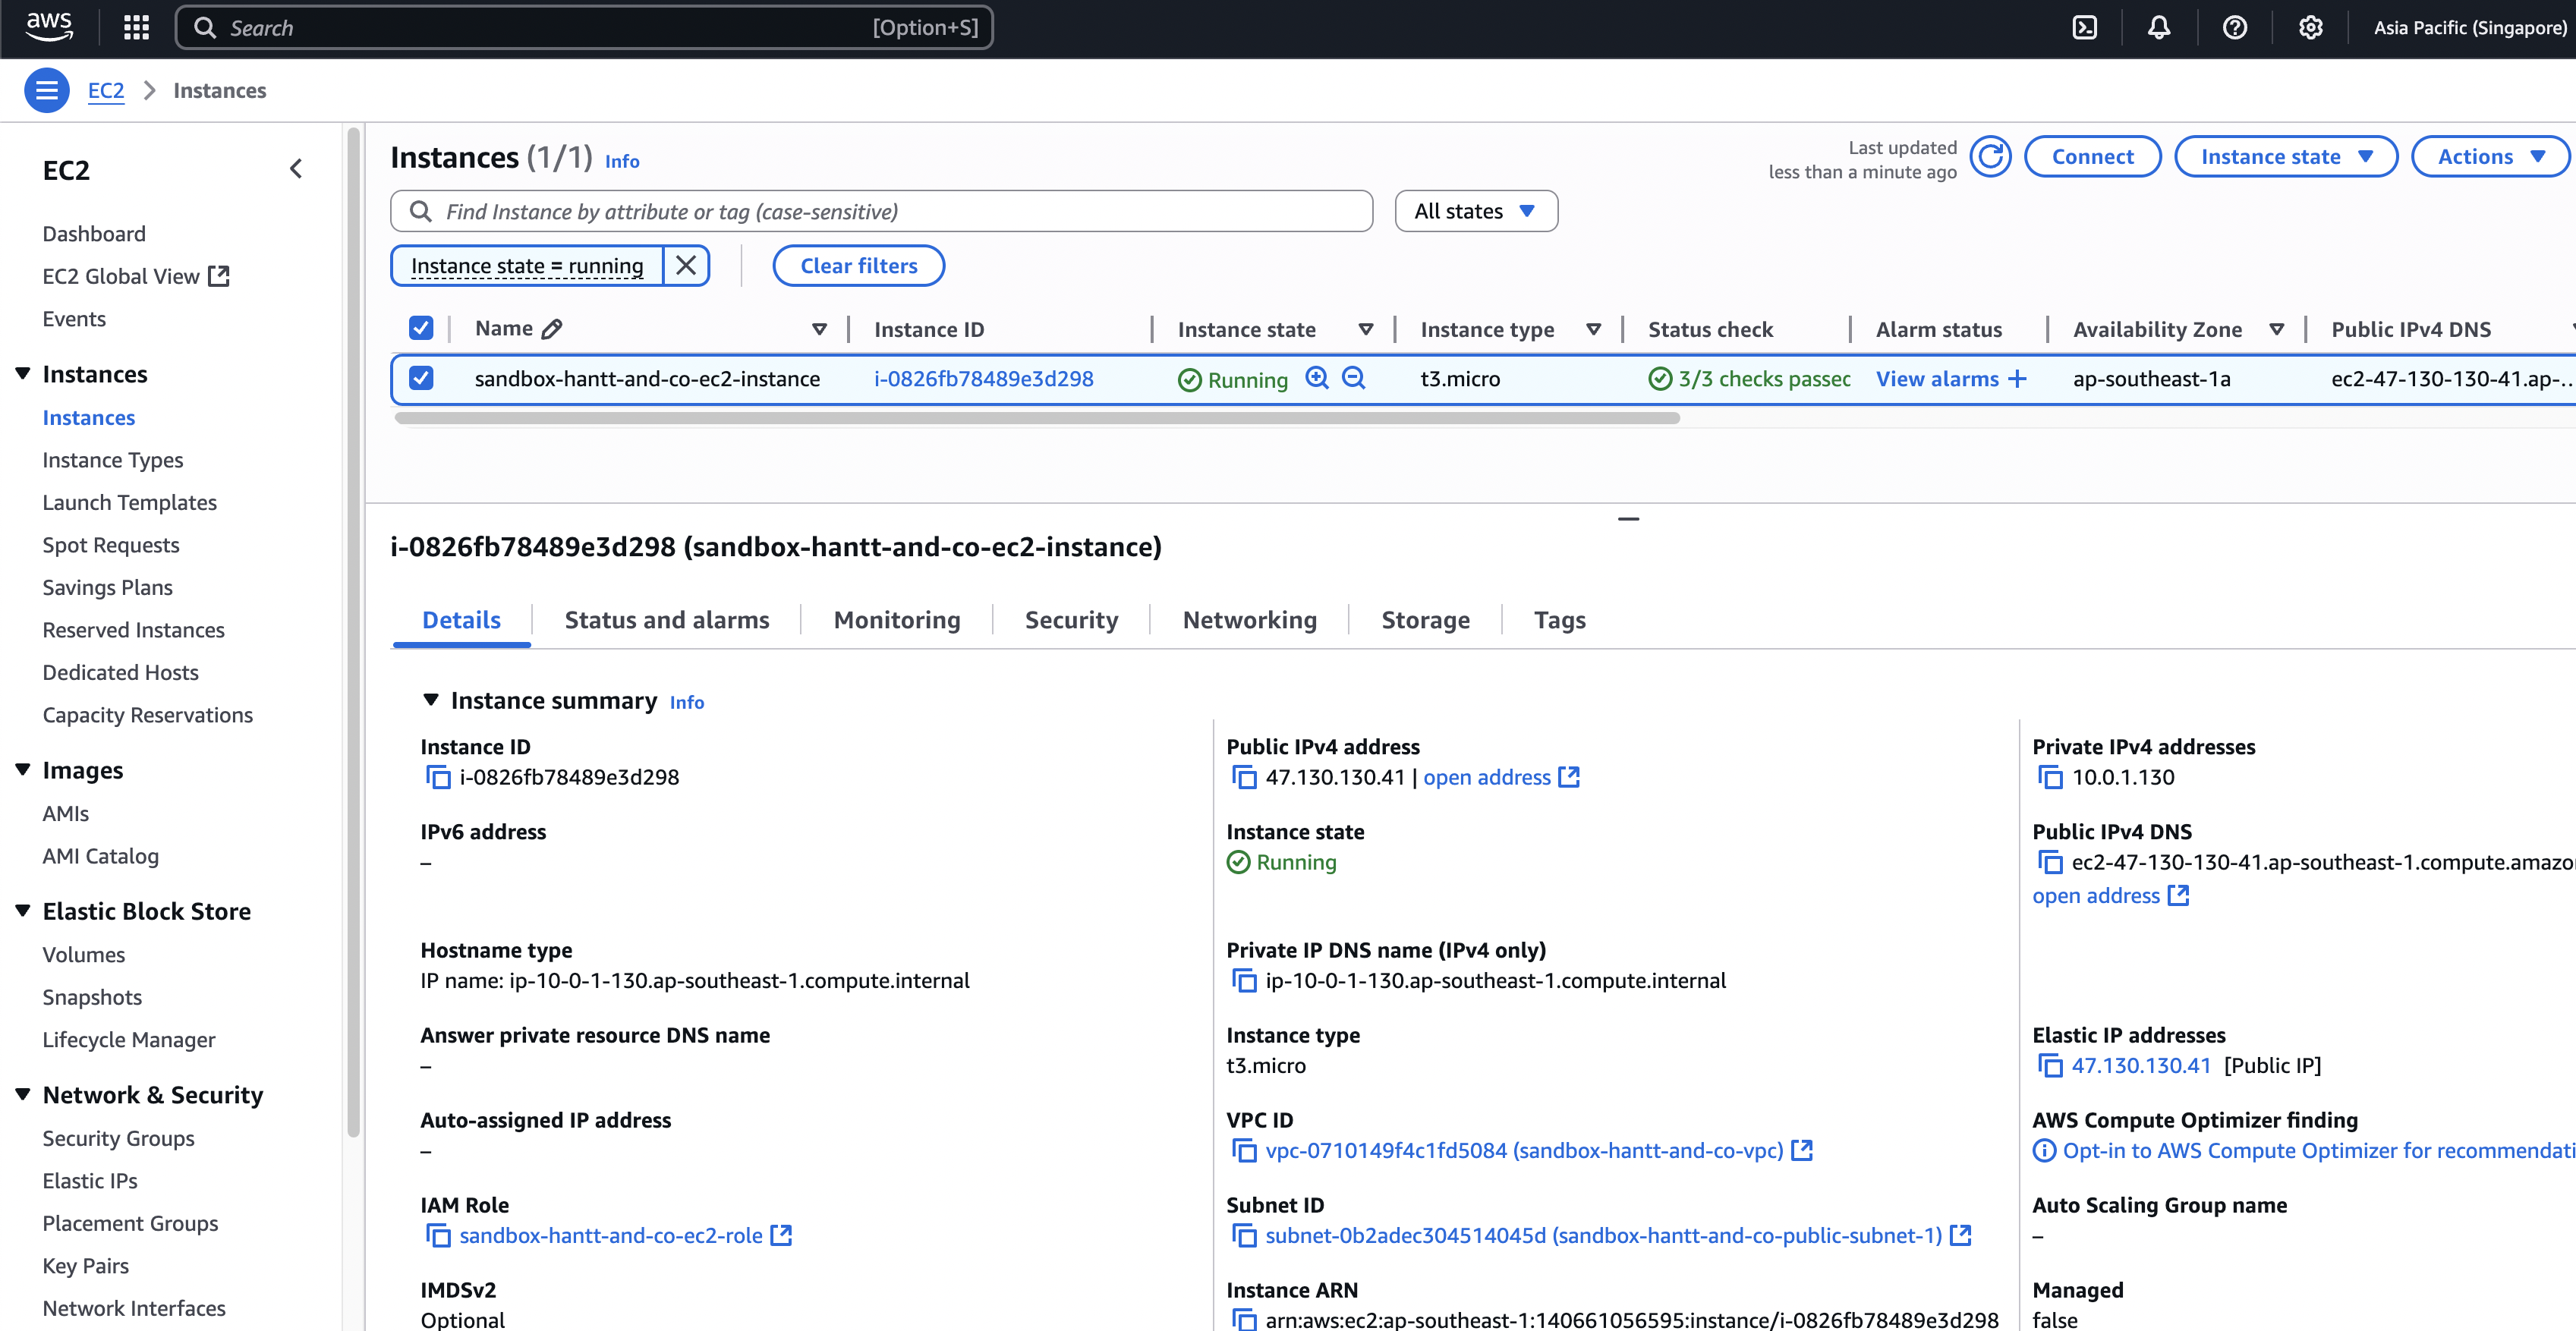 aws
Search
[Option+S]
Asia Pacific (Singapore)
EC2
Instances
EC2
Dashboard
EC2 Global View
Events
Instances
Instances
Instance Types
Launch Templates
Spot Requests
Savings Plans
Reserved Instances
Dedicated Hosts
Capacity Reservations
Images
AMIs
AMI Catalog
Elastic Block Store
Volumes
Snapshots
Lifecycle Manager
Network & Security
Security Groups
Elastic IPs
Placement Groups
Key Pairs
Network Interfaces
Instances (1/1) Info
Last updated
less than a minute ago
Connect
Instance state
Actions
Find Instance by attribute or tag (case-sensitive)
All states
Instance state = running
Clear filters
Name Instance ID Instance state Instance type Status check Alarm status Availability Zone Public IPv4 DNS
sandbox-hantt-and-co-ec2-instance i-0826fb78489e3d298 Running t3.micro 3/3 checks passec View alarms + ap-southeast-1a ec2-47-130-130-41.ap-...
i-0826fb78489e3d298 (sandbox-hantt-and-co-ec2-instance)
Details Status and alarms Monitoring Security Networking Storage Tags
Instance summary Info
Instance ID
i-0826fb78489e3d298
Public IPv4 address
47.130.130.41 | open address
Private IPv4 addresses
10.0.1.130
IPv6 address
–
Instance state
Running
Public IPv4 DNS
ec2-47-130-130-41.ap-southeast-1.compute.amazo
open address
Hostname type
IP name: ip-10-0-1-130.ap-southeast-1.compute.internal
Private IP DNS name (IPv4 only)
ip-10-0-1-130.ap-southeast-1.compute.internal
Answer private resource DNS name
–
Instance type
t3.micro
Elastic IP addresses
47.130.130.41 [Public IP]
Auto-assigned IP address
–
VPC ID
vpc-0710149f4c1fd5084 (sandbox-hantt-and-co-vpc)
AWS Compute Optimizer finding
Opt-in to AWS Compute Optimizer for recommendati
IAM Role
sandbox-hantt-and-co-ec2-role
Subnet ID
subnet-0b2adec304514045d (sandbox-hantt-and-co-public-subnet-1)
Auto Scaling Group name
–
IMDSv2
Optional
Instance ARN
arn:aws:ec2:ap-southeast-1:140661056595:instance/i-0826fb78489e3d298
Managed
false